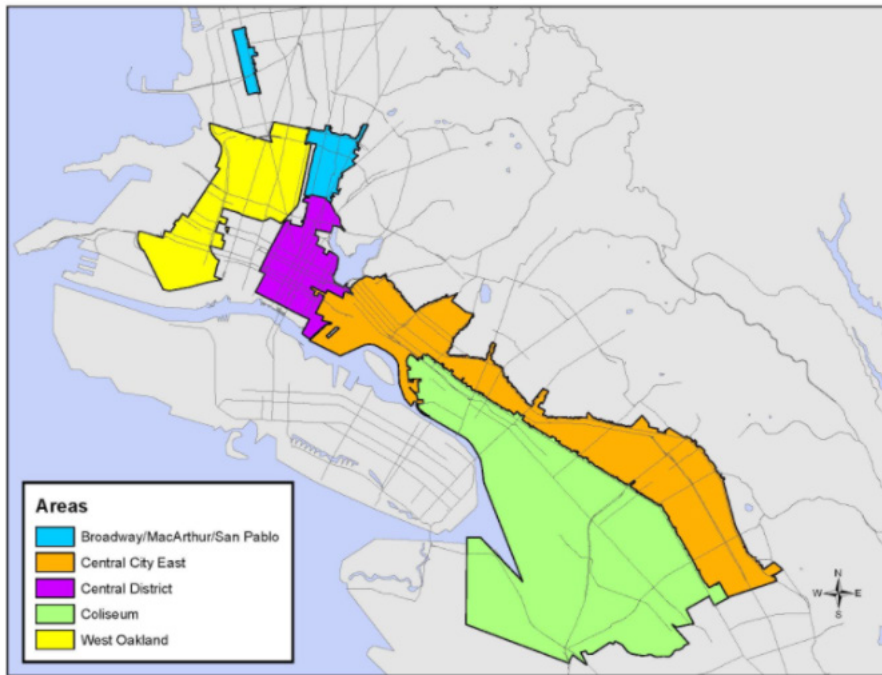 Areas
Broadway/MacArthur/San Pablo
Central City East
Central District
Coliseum
West Oakland
N
W E
S